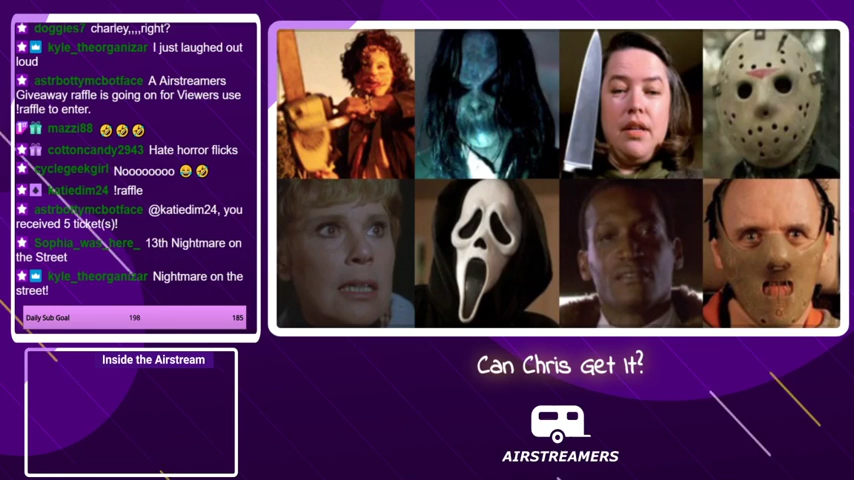 doggies7 charley,,,,right?
kyle_theorganizar I just laughed out
loud
astrbottymcbotface A Airstreamers
Giveaway raffle is going on for Viewers use
!raffle to enter.
mazzi88 🤣 🤣 🤣
cottoncandy2943 Hate horror flicks
cyclegeekgirl Noooooooo 😂 🤣
katiedim24 !raffle
astrbottymcbotface @katiedim24, you
received 5 ticket(s)!
Sophia_was_here_ 13th Nightmare on
the Street
kyle_theorganizar Nightmare on the
street!
Daily Sub Goal 198 185
Inside the Airstream
Can Chris Get It?
AIRSTREAMERS